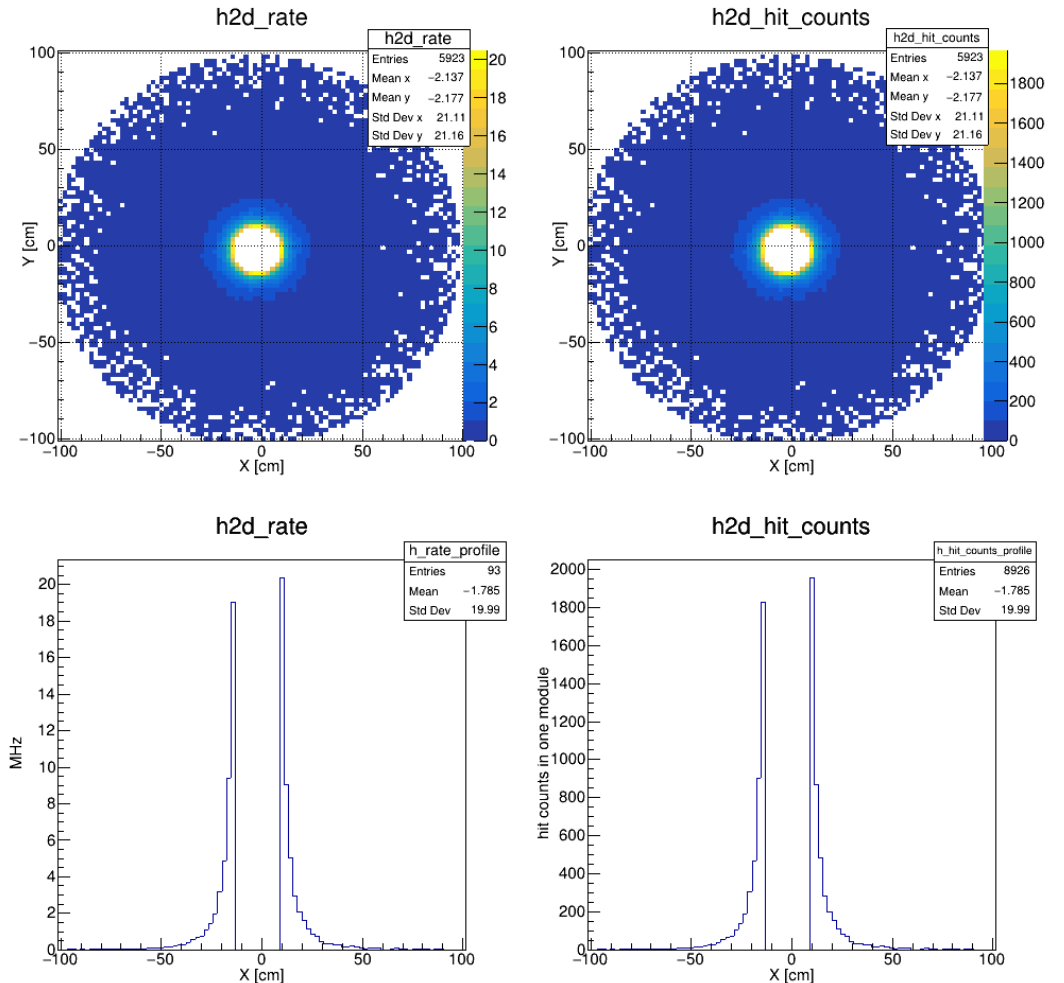 h2d_rate
h2d_rate
Entries 5923
Mean x −2.137
Mean y −2.177
Std Dev x 21.11
Std Dev y 21.16
100
50
0
−50
−100
Y [cm]
−100 −50 0 50 100
X [cm]
20
18
16
14
12
10
8
6
4
2
0
h2d_hit_counts
h2d_hit_counts
Entries 5923
Mean x −2.137
Mean y −2.177
Std Dev x 21.11
Std Dev y 21.16
100
50
0
−50
−100
Y [cm]
−100 −50 0 50 100
X [cm]
1800
1600
1400
1200
1000
800
600
400
200
0
h2d_rate
h_rate_profile
Entries 93
Mean −1.785
Std Dev 19.99
20
18
16
14
12
10
8
6
4
2
0
MHz
−100 −50 0 50 100
X [cm]
h2d_hit_counts
h_hit_counts_profile
Entries 8926
Mean −1.785
Std Dev 19.99
2000
1800
1600
1400
1200
1000
800
600
400
200
0
hit counts in one module
−100 −50 0 50 100
X [cm]